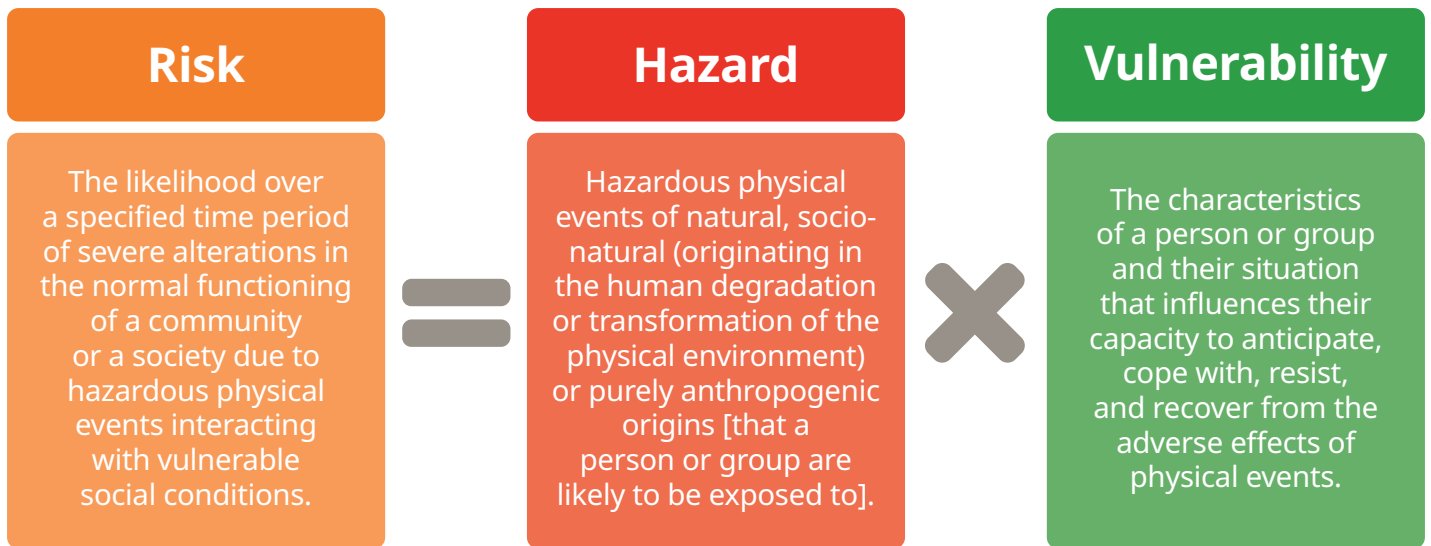 Risk
The likelihood over
a specified time period
of severe alterations in
the normal functioning
of a community
or a society due to
hazardous physical
events interacting
with vulnerable
social conditions.
Hazard
Hazardous physical
events of natural, socio-
natural (originating in
the human degradation
or transformation of the
physical environment)
or purely anthropogenic
origins [that a
person or group are
likely to be exposed to].
Vulnerability
The characteristics
of a person or group
and their situation
that influences their
capacity to anticipate,
cope with, resist,
and recover from the
adverse effects of
physical events.